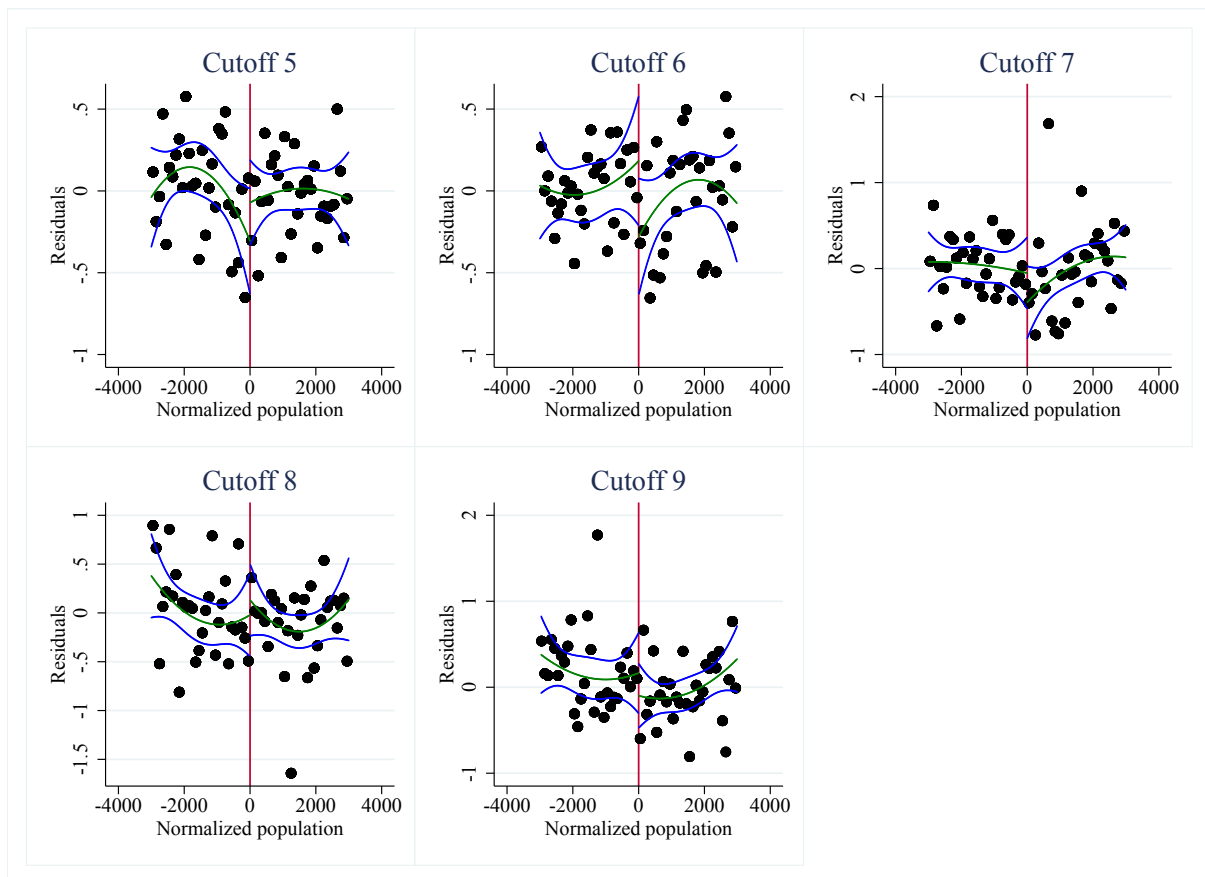 Cutoff 5
Residuals
.5
0
-.5
-1
-4000 -2000 0 2000 4000
Normalized population
Cutoff 6
Residuals
.5
0
-.5
-1
-4000 -2000 0 2000 4000
Normalized population
Cutoff 7
Residuals
2
1
0
-1
-4000 -2000 0 2000 4000
Normalized population
Cutoff 8
Residuals
1
.5
0
-.5
-1
-1.5
-4000 -2000 0 2000 4000
Normalized population
Cutoff 9
Residuals
2
1
0
-1
-4000 -2000 0 2000 4000
Normalized population